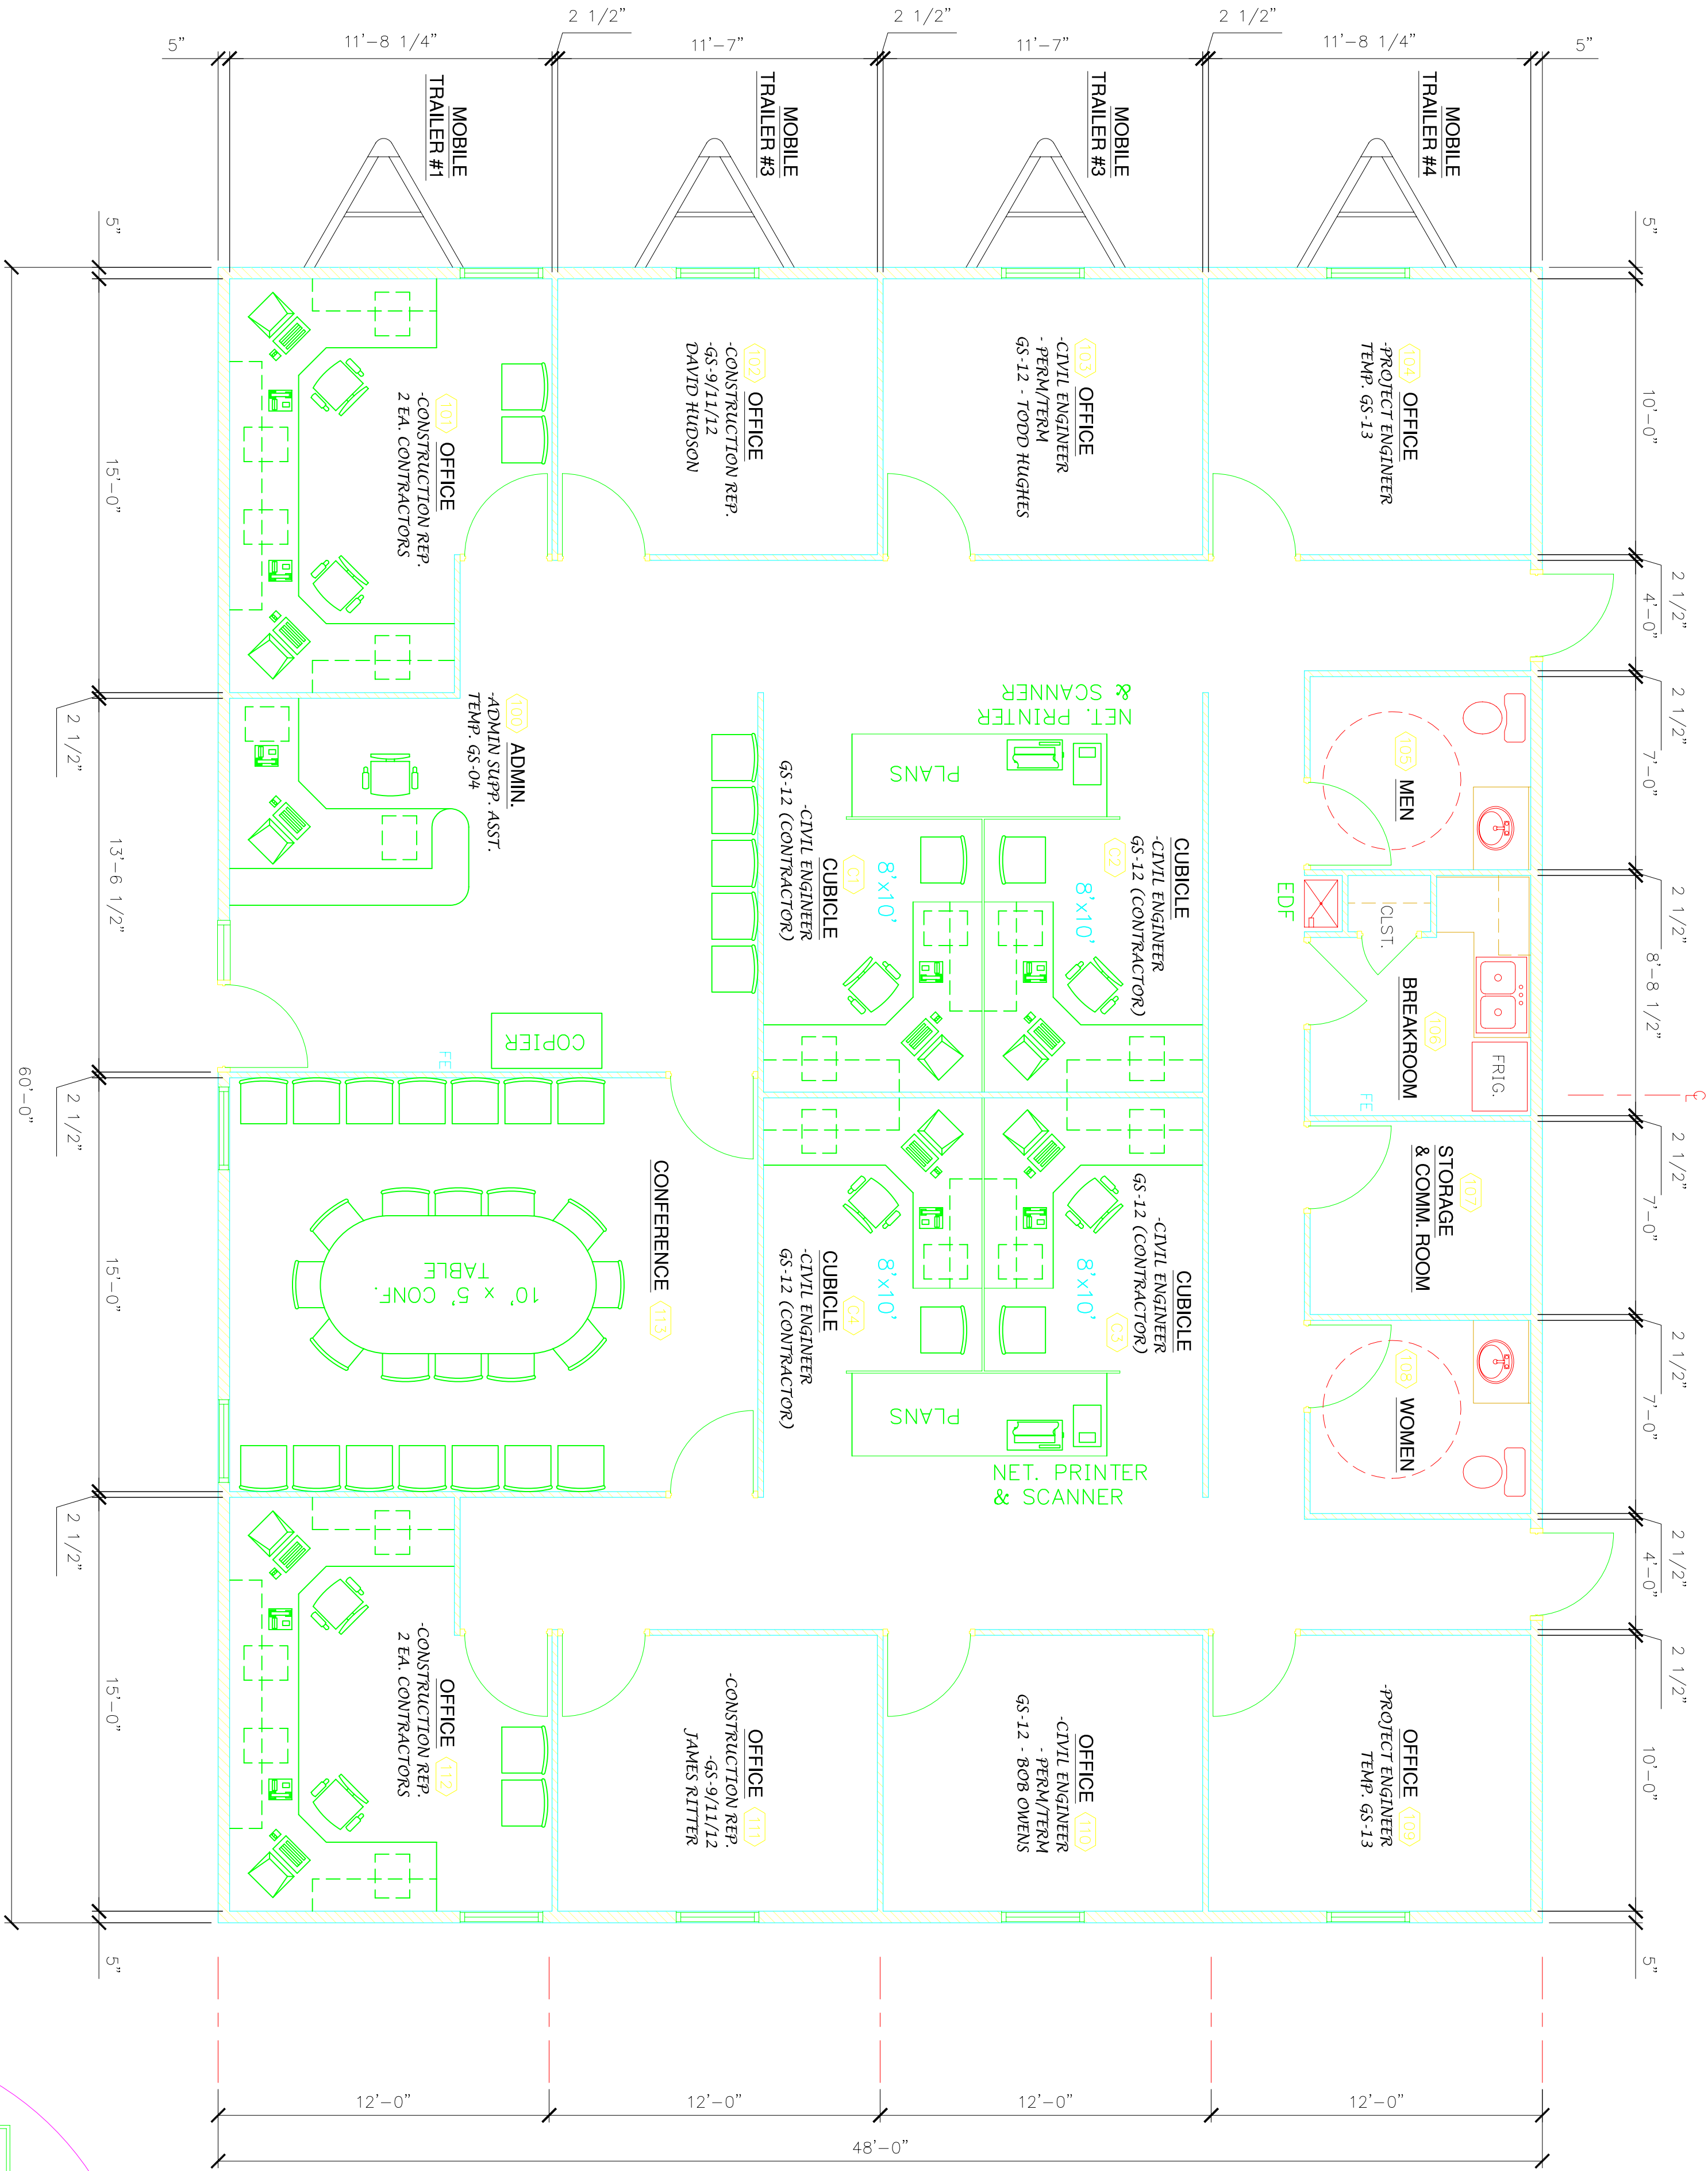 2 1/2"
2 1/2"
2 1/2"
5"
11'-8 1/4"
11'-7"
11'-7"
11'-8 1/4"
5"
MOBILE
TRAILER #1
MOBILE
TRAILER #3
MOBILE
TRAILER #3
MOBILE
TRAILER #4
5"
10'-0"
2 1/2"
4'-0"
2 1/2"
7'-0"
2 1/2"
8'-8 1/2"
2 1/2"
7'-0"
2 1/2"
7'-0"
2 1/2"
4'-0"
2 1/2"
10'-0"
5"
CL
104 OFFICE
-PROJECT ENGINEER
TEMP. GS-13
103 OFFICE
-CIVIL ENGINEER
- PERM/TERM
GS-12 - TODD HUGHES
102 OFFICE
-CONSTRUCTION REP.
-GS-9/11/12
DAVID HUDSON
101 OFFICE
-CONSTRUCTION REP.
2 EA. CONTRACTORS
100 ADMIN.
-ADMIN SUPP. ASST.
TEMP. GS-04
105 MEN
CLST.
EDF
106
BREAKROOM
FRIG.
FE
107
STORAGE
& COMM. ROOM
108 WOMEN
NET. PRINTER
& SCANNER
PLANS
CUBICLE
C2
-CIVIL ENGINEER
GS-12 (CONTRACTOR)
8'x10'
CUBICLE
C1
-CIVIL ENGINEER
GS-12 (CONTRACTOR)
8'x10'
CUBICLE
C3
-CIVIL ENGINEER
GS-12 (CONTRACTOR)
8'x10'
CUBICLE
C4
-CIVIL ENGINEER
GS-12 (CONTRACTOR)
8'x10'
PLANS
NET. PRINTER
& SCANNER
COPIER
FE
CONFERENCE 113
10' x 5' CONF.
TABLE
OFFICE 109
-PROJECT ENGINEER
TEMP. GS-13
OFFICE 110
-CIVIL ENGINEER
- PERM/TERM
GS-12 - BOB OWENS
OFFICE 111
-CONSTRUCTION REP.
-GS-9/11/12
JAMES RITTER
OFFICE 112
-CONSTRUCTION REP.
2 EA. CONTRACTORS
5"
15'-0"
2 1/2"
13'-6 1/2"
2 1/2"
15'-0"
2 1/2"
15'-0"
5"
60'-0"
12'-0"
12'-0"
12'-0"
12'-0"
48'-0"